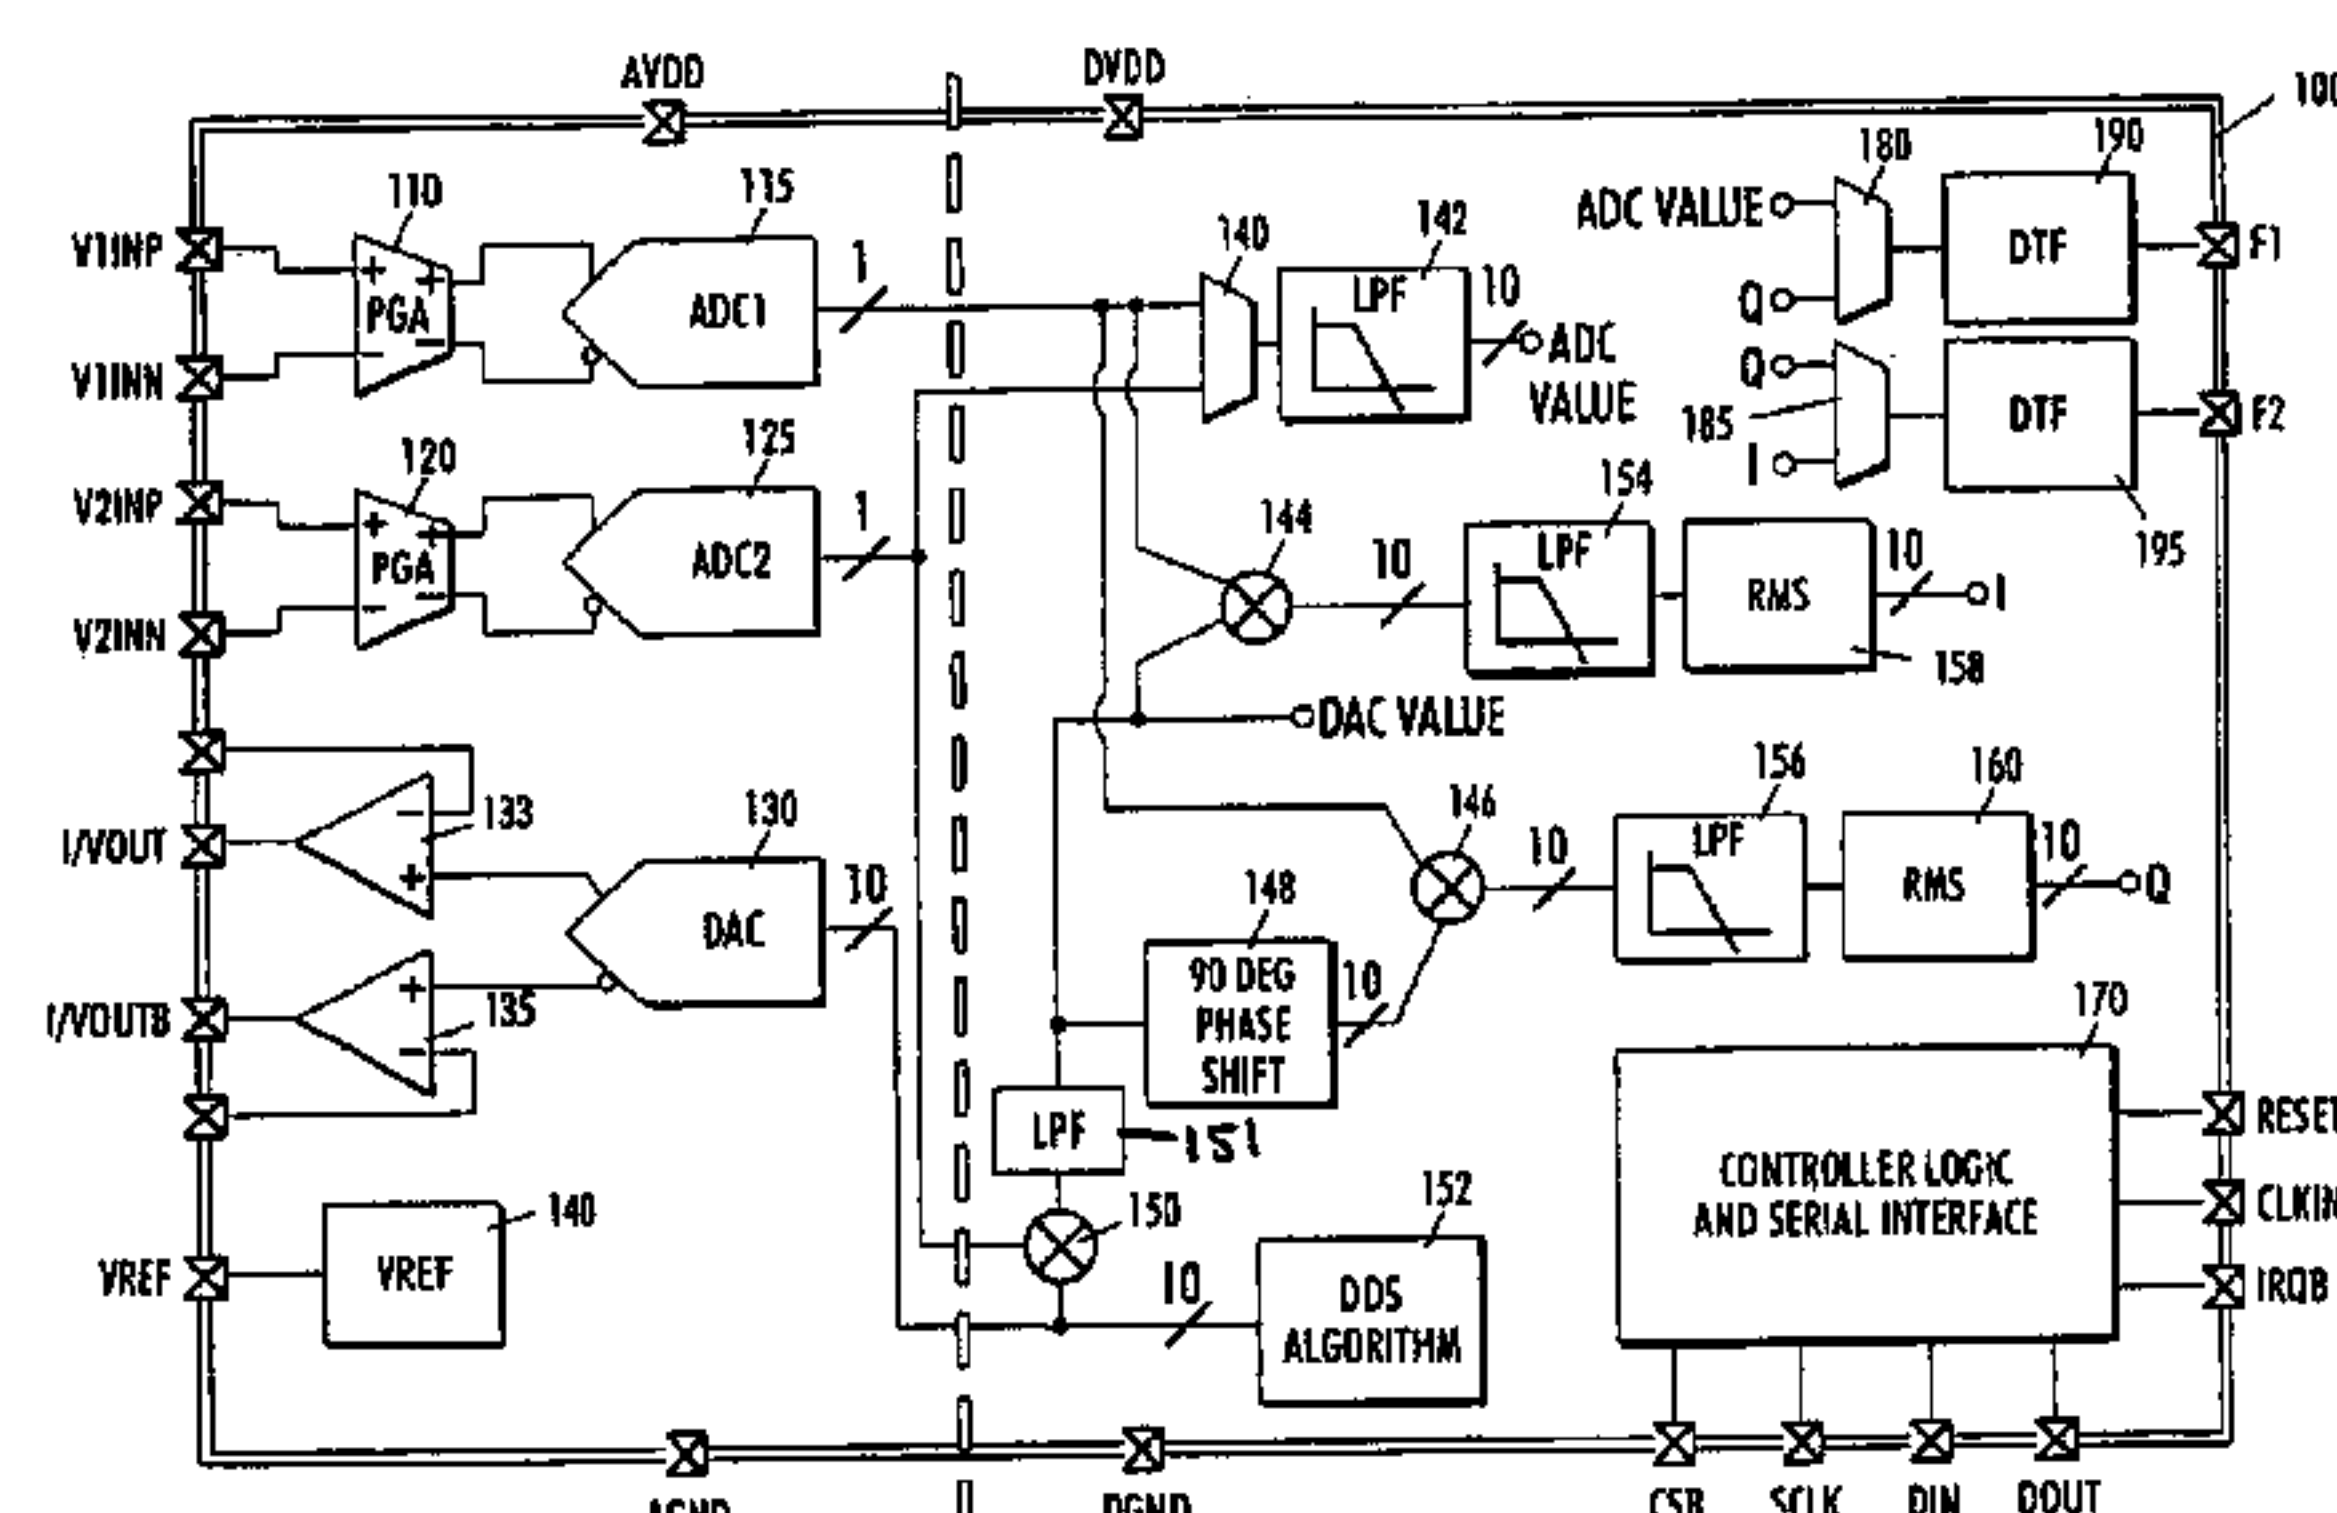 AVDD
DVDD
100
110
115
V1INP
+
+
PGA
−
−
ADC1
1
V1INN
120
125
V2INP
+
+
PGA
−
−
ADC2
1
V2INN
140
142
LPF
10
ADC
VALUE
180
190
ADC VALUE
Q
DTF
F1
Q
185
I
DTF
F2
195
144
10
154
LPF
RMS
10
I
158
DAC VALUE
−
133
+
I/VOUT
130
DAC
10
+
135
−
I/VOUTB
146
10
156
LPF
160
RMS
10
Q
148
90 DEG
PHASE
SHIFT
10
LPF
151
150
10
152
DDS
ALGORITHM
140
VREF
VREF
170
CONTROLLER LOGIC
AND SERIAL INTERFACE
RESET
CLKIN
IRQB
AGND
DGND
CSB
SCLK
DIN
DOUT